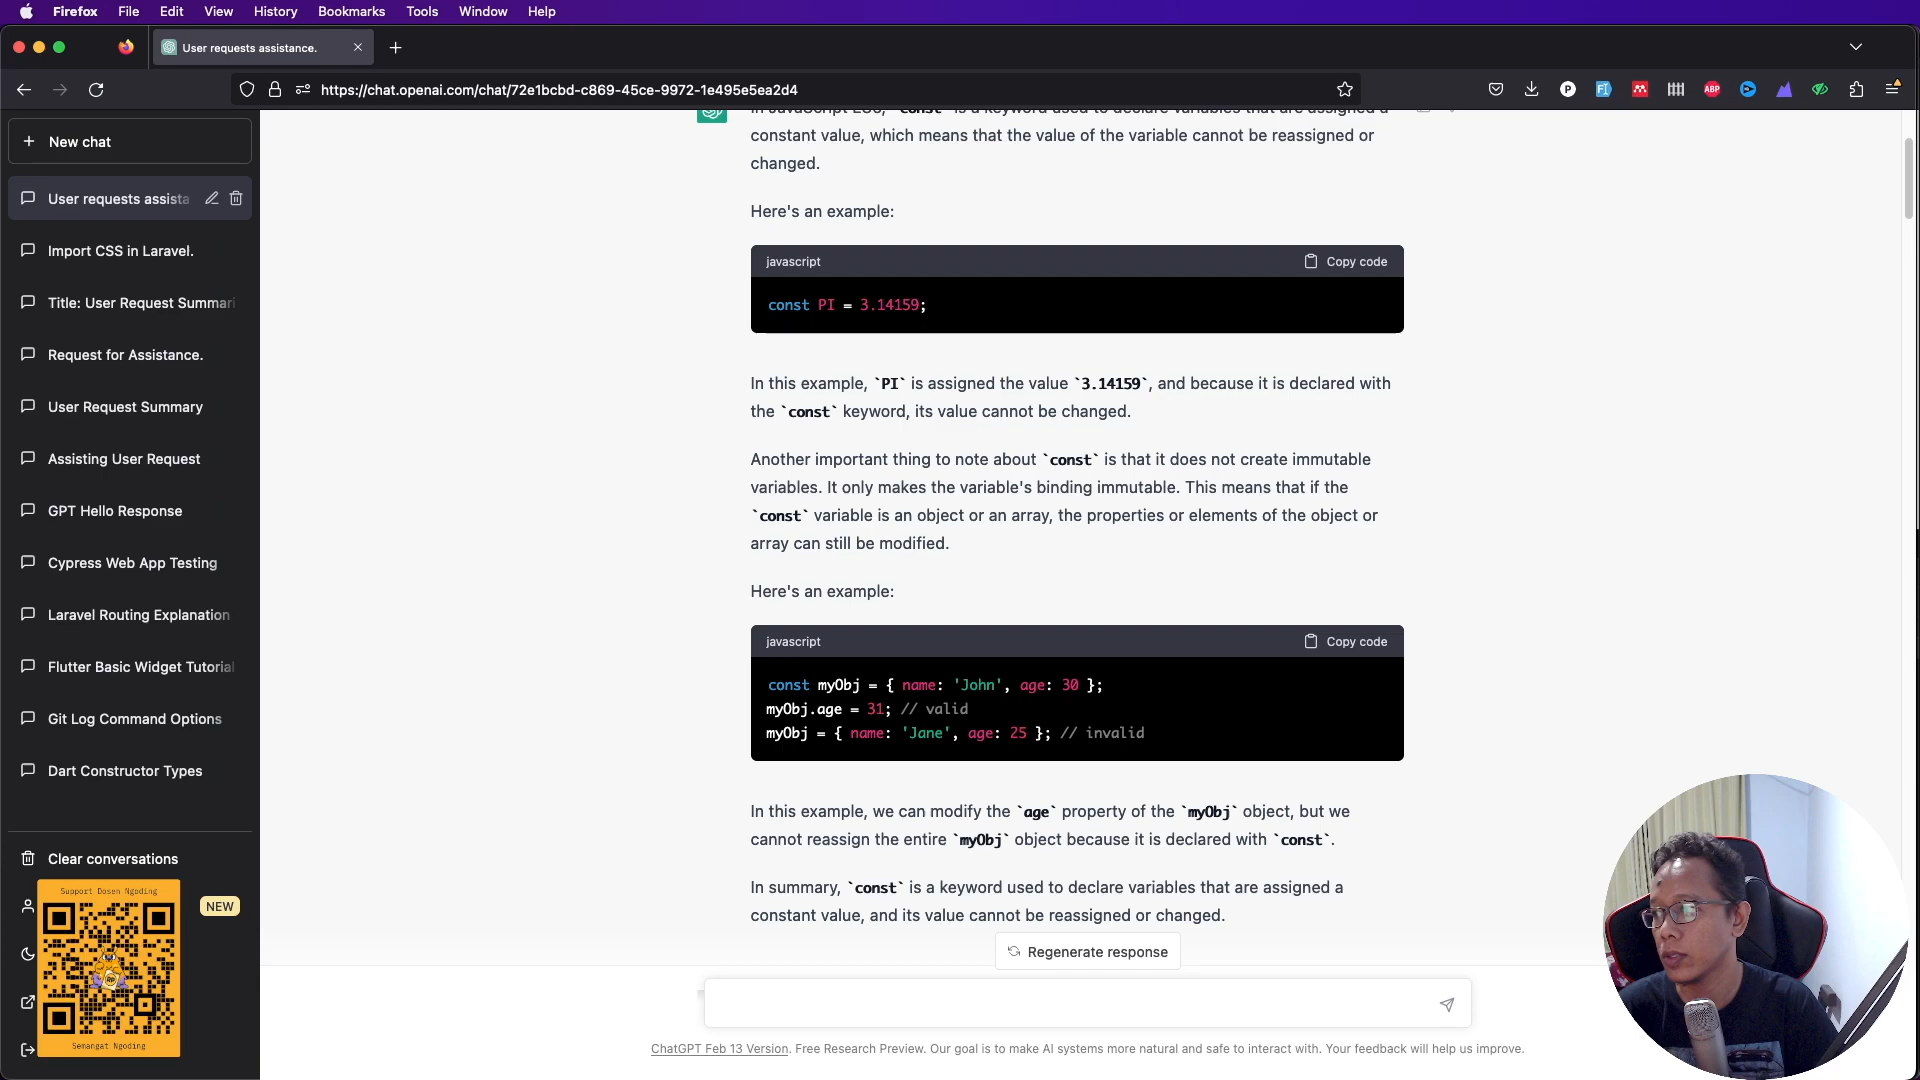 Firefox File Edit View History Bookmarks Tools Window Help
User requests assistance.
https://chat.openai.com/chat/72e1bcbd-c869-45ce-9972-1e495e5ea2d4
New chat
User requests assista
Import CSS in Laravel.
Title: User Request Summari
Request for Assistance.
User Request Summary
Assisting User Request
GPT Hello Response
Cypress Web App Testing
Laravel Routing Explanation
Flutter Basic Widget Tutorial
Git Log Command Options
Dart Constructor Types
Clear conversations
Support Dosen Ngoding
NEW
Semangat Ngoding
`const` is a keyword used to declare variables that are assigned a
constant value, which means that the value of the variable cannot be reassigned or
changed.
Here's an example:
javascript Copy code
const PI = 3.14159;
In this example, `PI` is assigned the value `3.14159`, and because it is declared with
the `const` keyword, its value cannot be changed.
Another important thing to note about `const` is that it does not create immutable
variables. It only makes the variable's binding immutable. This means that if the
`const` variable is an object or an array, the properties or elements of the object or
array can still be modified.
Here's an example:
javascript Copy code
const myObj = { name: 'John', age: 30 };
myObj.age = 31; // valid
myObj = { name: 'Jane', age: 25 }; // invalid
In this example, we can modify the `age` property of the `myObj` object, but we
cannot reassign the entire `myObj` object because it is declared with `const`.
In summary, `const` is a keyword used to declare variables that are assigned a
constant value, and its value cannot be reassigned or changed.
Regenerate response
ChatGPT Feb 13 Version. Free Research Preview. Our goal is to make AI systems more natural and safe to interact with. Your feedback will help us improve.